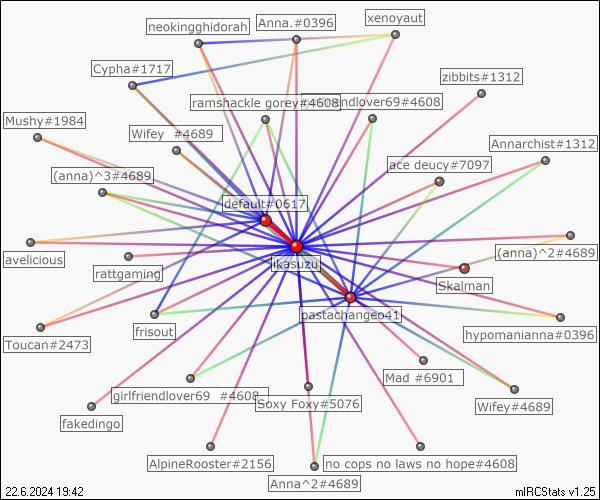 neokingghidorah
Anna.#0396
xenoyaut
Cypha#1717
zibbits#1312
ramshackle gorey#4608
endlover69#4608
Mushy#1984
Wifey  #4689
Annarchist#1312
ace deucy#7097
(anna)^3#4689
default#0617
(anna)^2#4689
avelicious
ikasuzu
rattgaming
Skalman
pastachangeo41
frisout
hypomanianna#0396
Toucan#2473
Mad #6901
girlfriendlover69  #4608
Soxy Foxy#5076
Wifey#4689
fakedingo
AlpineRooster#2156
no cops no laws no hope#4608
Anna^2#4689
22.6.2024 19:42
mIRCStats v1.25